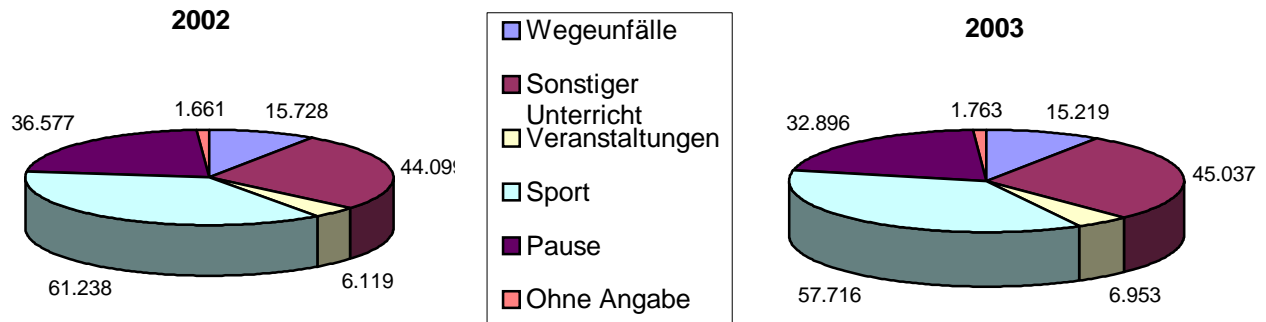 2002
36.577
1.661
15.728
44.099
6.119
61.238
Wegeunfälle
Sonstiger
Unterricht
Veranstaltungen
Sport
Pause
Ohne Angabe
2003
32.896
1.763
15.219
45.037
6.953
57.716